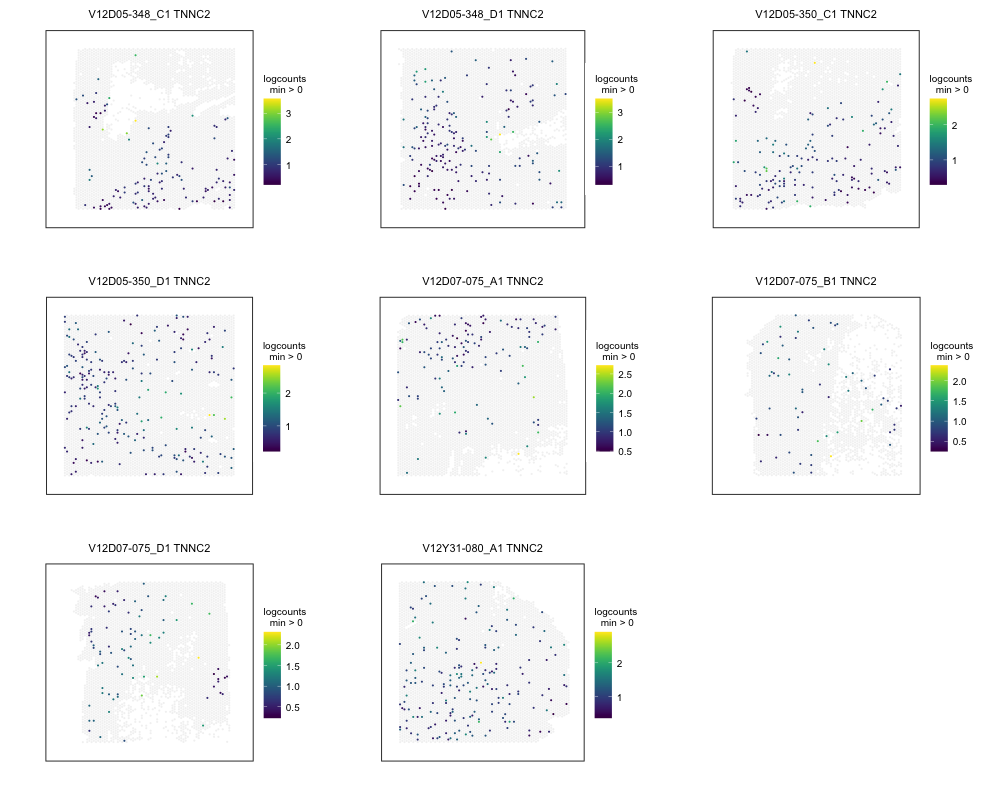 V12D05-348_C1 TNNC2
logcounts
min > 0
3
2
1
V12D05-348_D1 TNNC2
logcounts
min > 0
3
2
1
V12D05-350_C1 TNNC2
logcounts
min > 0
2
1
V12D05-350_D1 TNNC2
logcounts
min > 0
2
1
V12D07-075_A1 TNNC2
logcounts
min > 0
2.5
2.0
1.5
1.0
0.5
V12D07-075_B1 TNNC2
logcounts
min > 0
2.0
1.5
1.0
0.5
V12D07-075_D1 TNNC2
logcounts
min > 0
2.0
1.5
1.0
0.5
V12Y31-080_A1 TNNC2
logcounts
min > 0
2
1